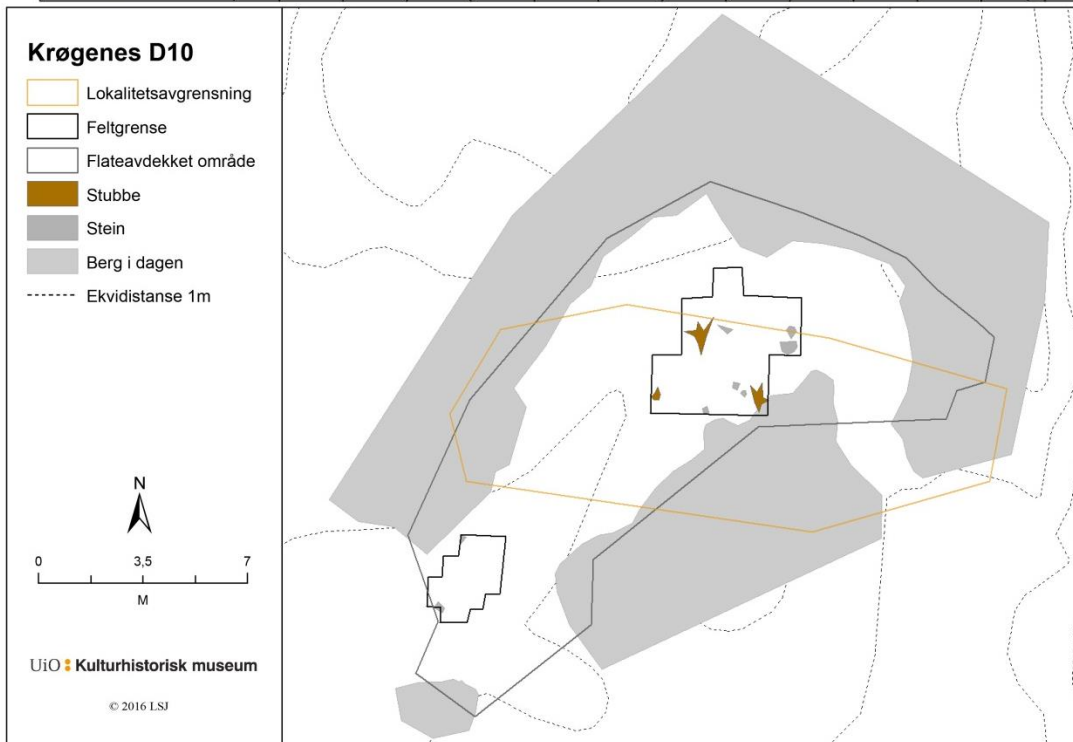 Krøgenes D10
Lokalitetsavgrensning
Feltgrense
Flateavdekket område
Stubbe
Stein
Berg i dagen
Ekvidistanse 1m
N
0 3,5 7
M
UiO : Kulturhistorisk museum
© 2016 LSJ